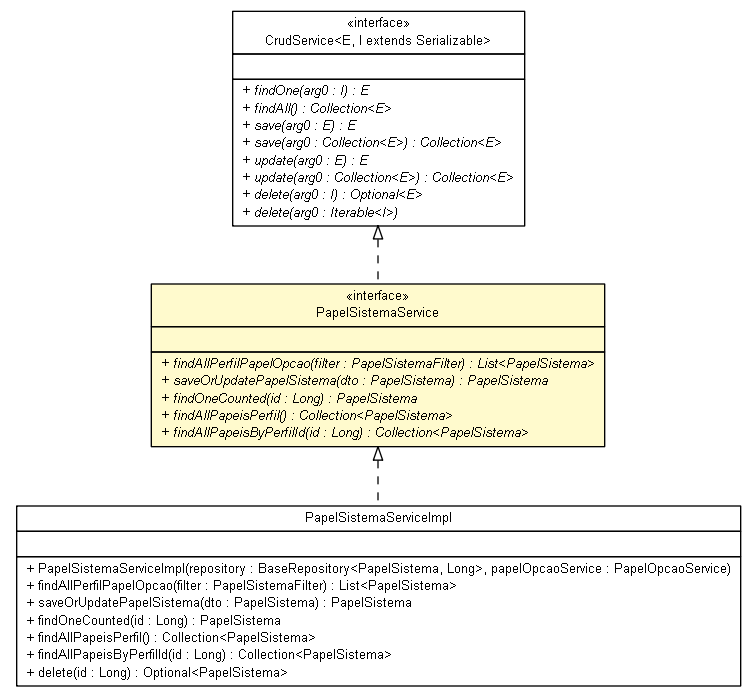 «interface»
CrudService<E, I extends Serializable>
+ findOne(arg0 : I) : E
+ findAll() : Collection<E>
+ save(arg0 : E) : E
+ save(arg0 : Collection<E>) : Collection<E>
+ update(arg0 : E) : E
+ update(arg0 : Collection<E>) : Collection<E>
+ delete(arg0 : I) : Optional<E>
+ delete(arg0 : Iterable<I>)
«interface»
PapelSistemaService
+ findAllPerfilPapelOpcao(filter : PapelSistemaFilter) : List<PapelSistema>
+ saveOrUpdatePapelSistema(dto : PapelSistema) : PapelSistema
+ findOneCounted(id : Long) : PapelSistema
+ findAllPapeisPerfil() : Collection<PapelSistema>
+ findAllPapeisByPerfilId(id : Long) : Collection<PapelSistema>
PapelSistemaServiceImpl
+ PapelSistemaServiceImpl(repository : BaseRepository<PapelSistema, Long>, papelOpcaoService : PapelOpcaoService)
+ findAllPerfilPapelOpcao(filter : PapelSistemaFilter) : List<PapelSistema>
+ saveOrUpdatePapelSistema(dto : PapelSistema) : PapelSistema
+ findOneCounted(id : Long) : PapelSistema
+ findAllPapeisPerfil() : Collection<PapelSistema>
+ findAllPapeisByPerfilId(id : Long) : Collection<PapelSistema>
+ delete(id : Long) : Optional<PapelSistema>